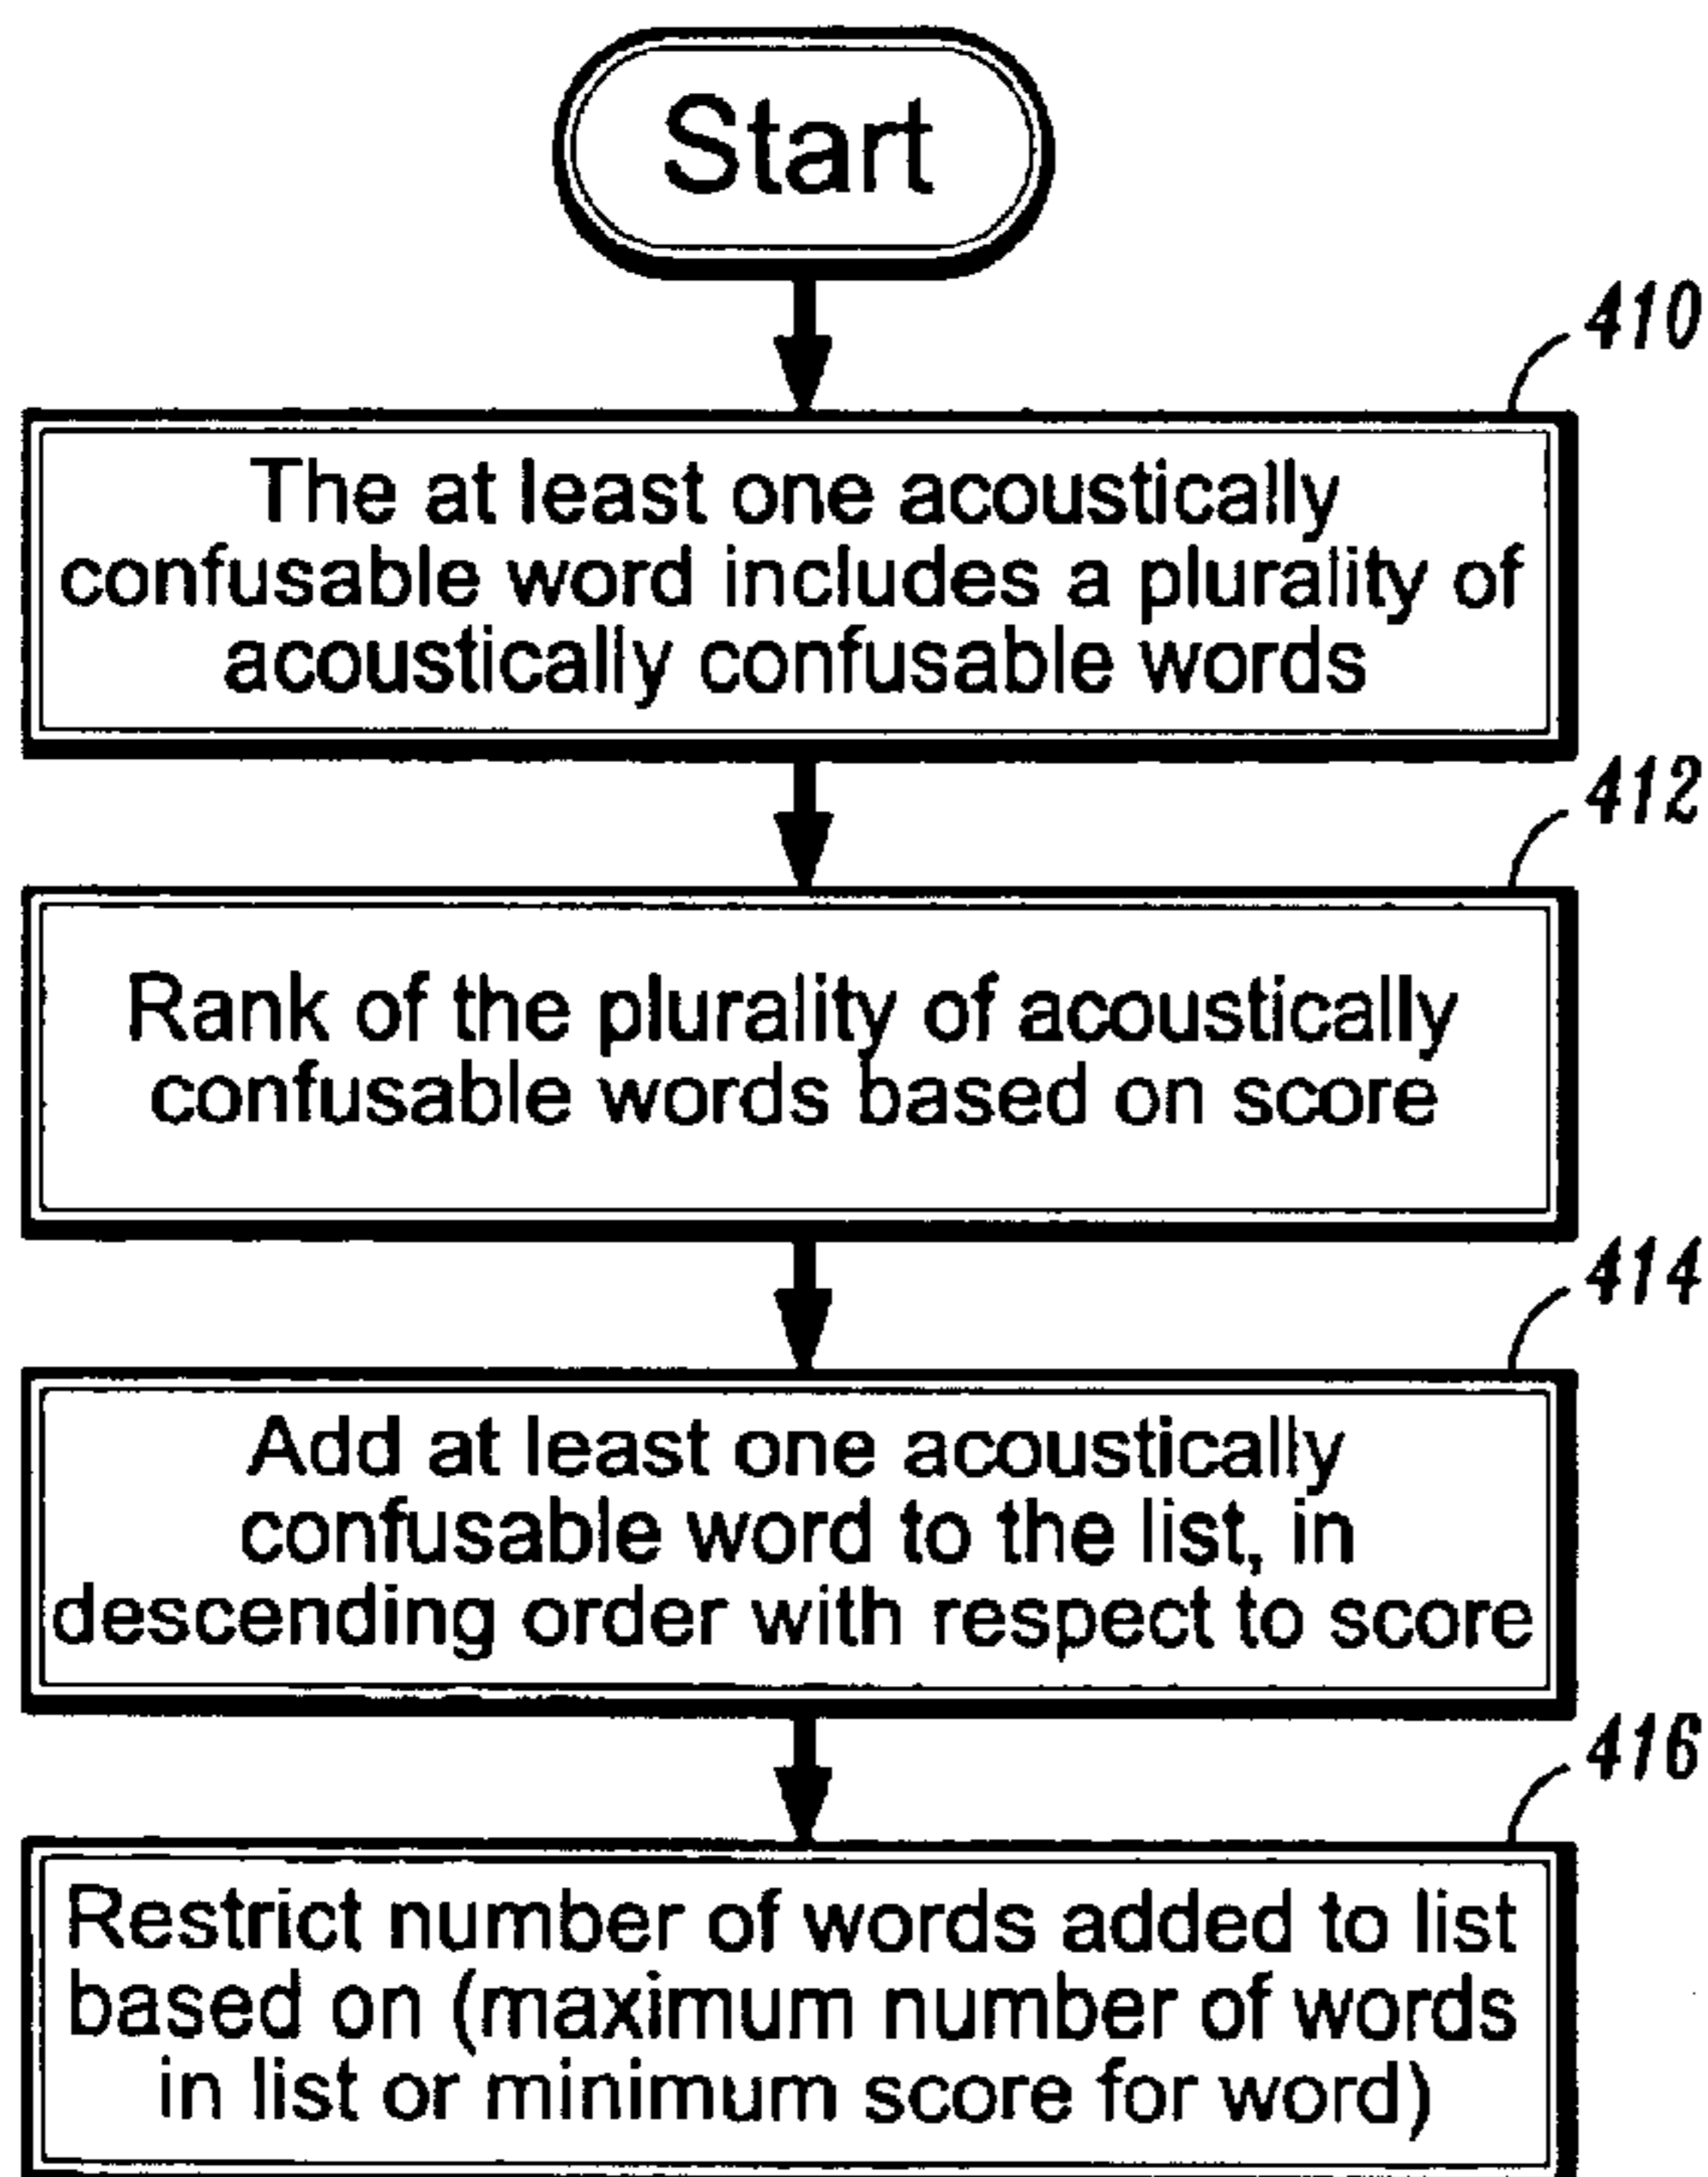 Start
410
The at least one acoustically
confusable word includes a plurality of
acoustically confusable words
412
Rank of the plurality of acoustically
confusable words based on score
414
Add at least one acoustically
confusable word to the list, in
descending order with respect to score
416
Restrict number of words added to list
based on (maximum number of words
in list or minimum score for word)